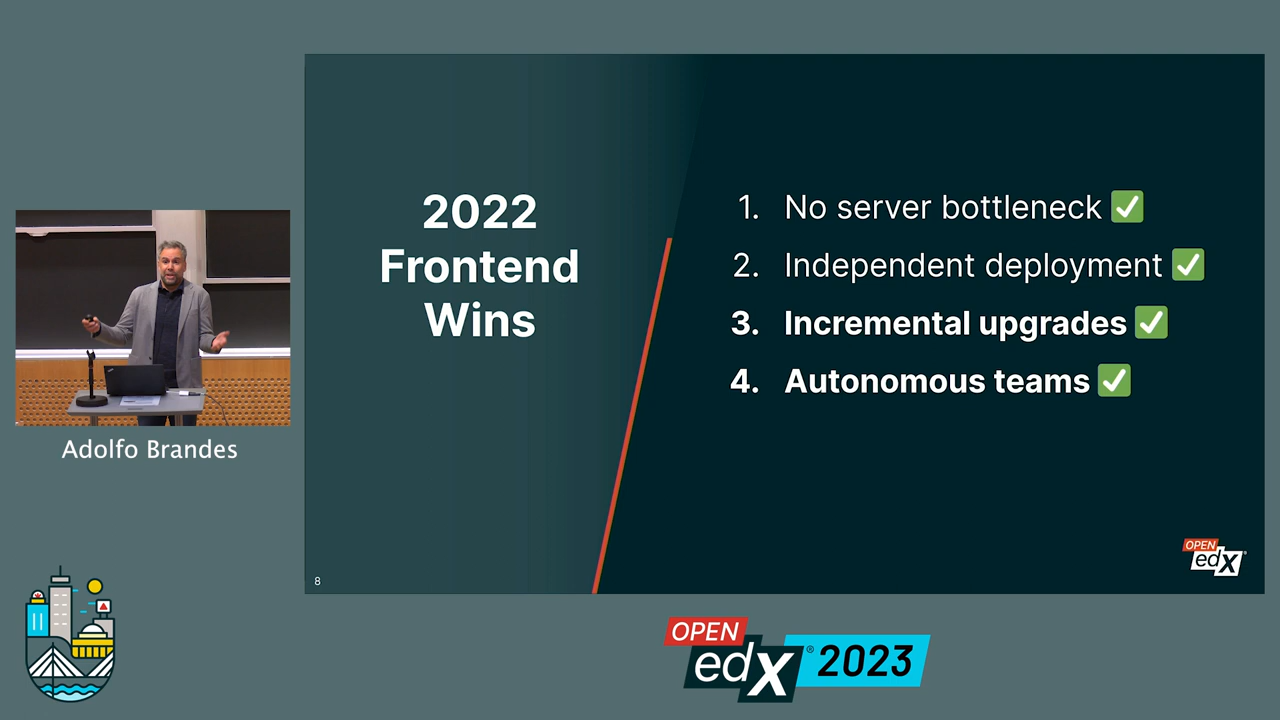 2022
Frontend
Wins
1. No server bottleneck ✅
2. Independent deployment ✅
3. Incremental upgrades ✅
4. Autonomous teams ✅
Adolfo Brandes
8
OPEN
edX®
OPEN
edX® 2023